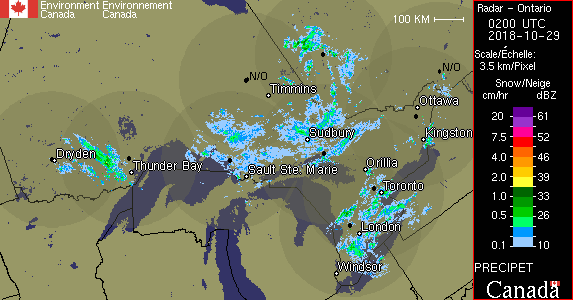 Environment Environnement
Canada Canada
100 KM
N/O
N/O
Timmins
Ottawa
Sudbury
Kingston
Dryden
Thunder Bay
Sault Ste. Marie
Orillia
Toronto
London
Windsor
Radar - Ontario
0200 UTC
2018-10-29
Scale/Échelle:
3.5 km/Pixel
Snow/Neige
cm/hr dBZ
20 61
7.5 57
5.5 52
4.0 46
2.0 39
1.0 33
0.5 26
0.1 10
PRECIPET
Canada